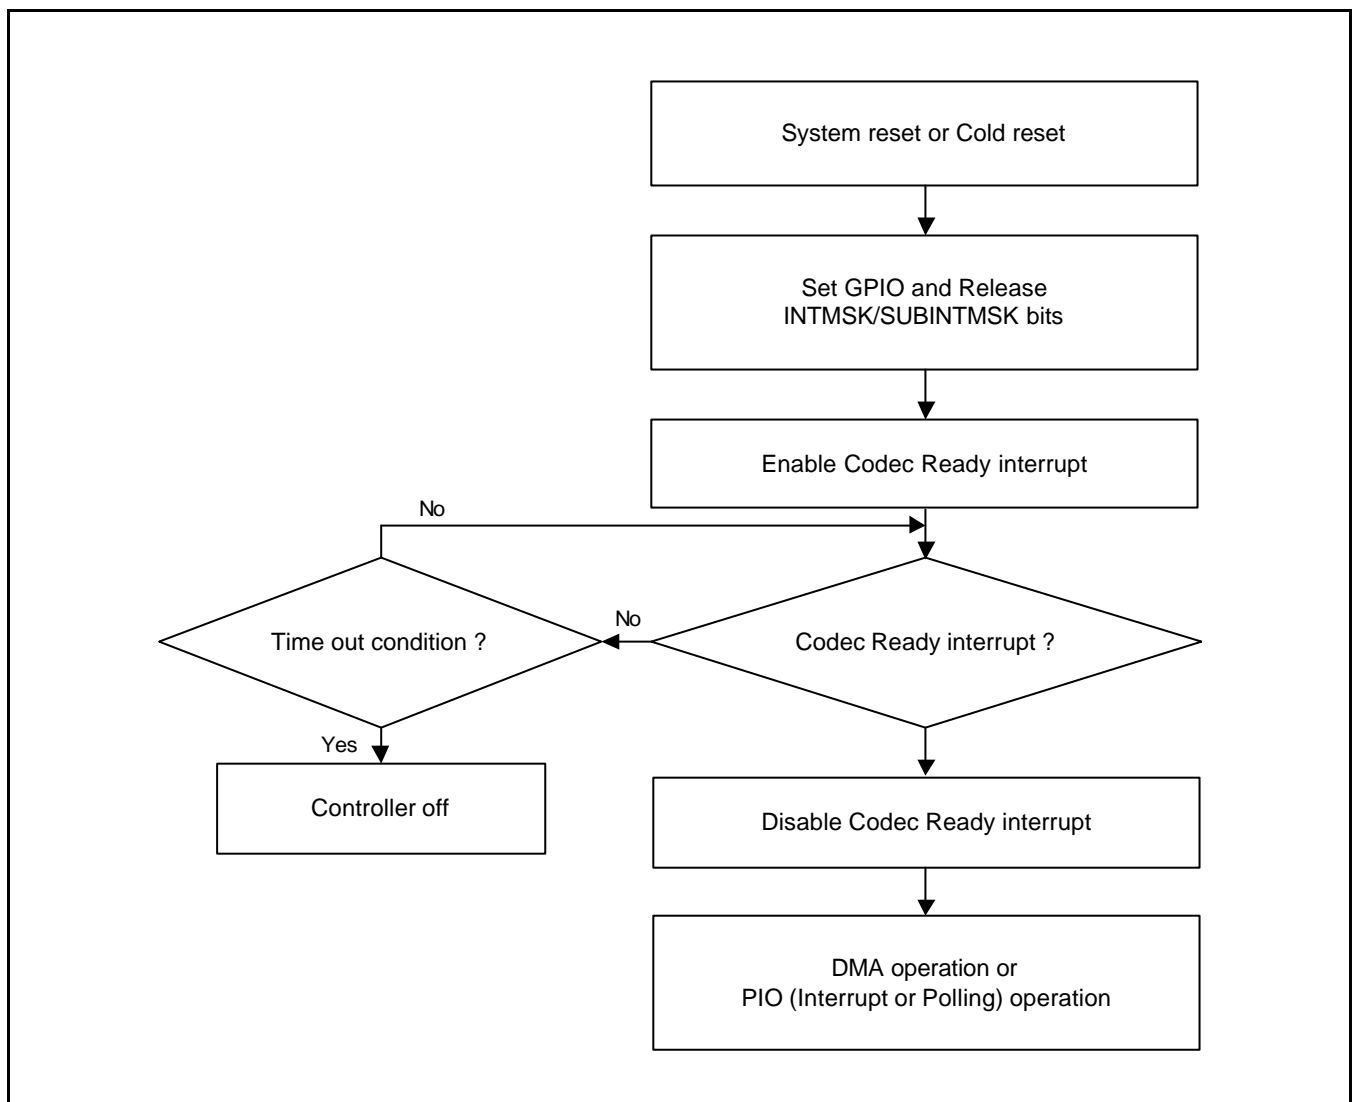 System reset or Cold reset
Set GPIO and Release
INTMSK/SUBINTMSK bits
Enable Codec Ready interrupt
No
Time out condition ?
No
Codec Ready interrupt ?
Yes
Controller off
Disable Codec Ready interrupt
DMA operation or
PIO (Interrupt or Polling) operation